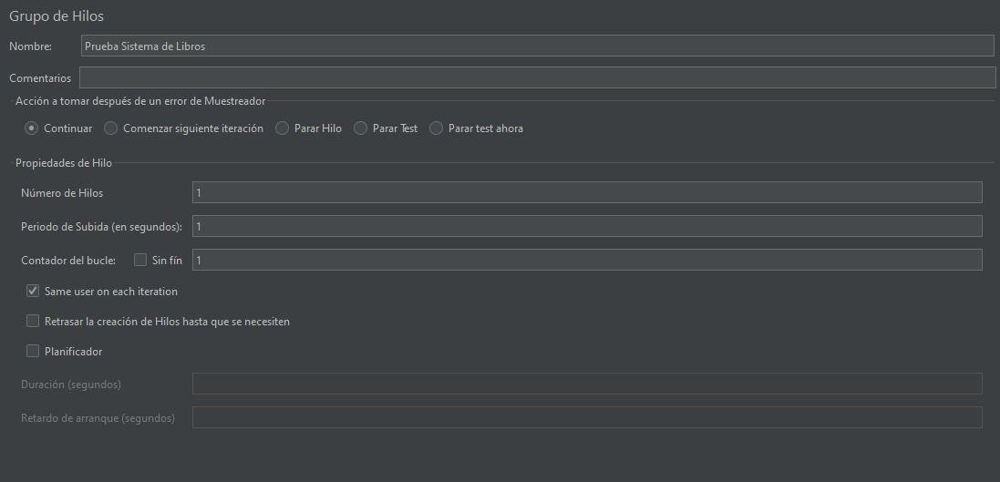 Grupo de Hilos
Nombre: Prueba Sistema de Libros
Comentarios
Acción a tomar después de un error de Muestreador
Continuar Comenzar siguiente iteración Parar Hilo Parar Test Parar test ahora
Propiedades de Hilo
Número de Hilos 1
Periodo de Subida (en segundos): 1
Contador del bucle: Sin fín 1
Same user on each iteration
Retrasar la creación de Hilos hasta que se necesiten
Planificador
Duración (segundos)
Retardo de arranque (segundos)